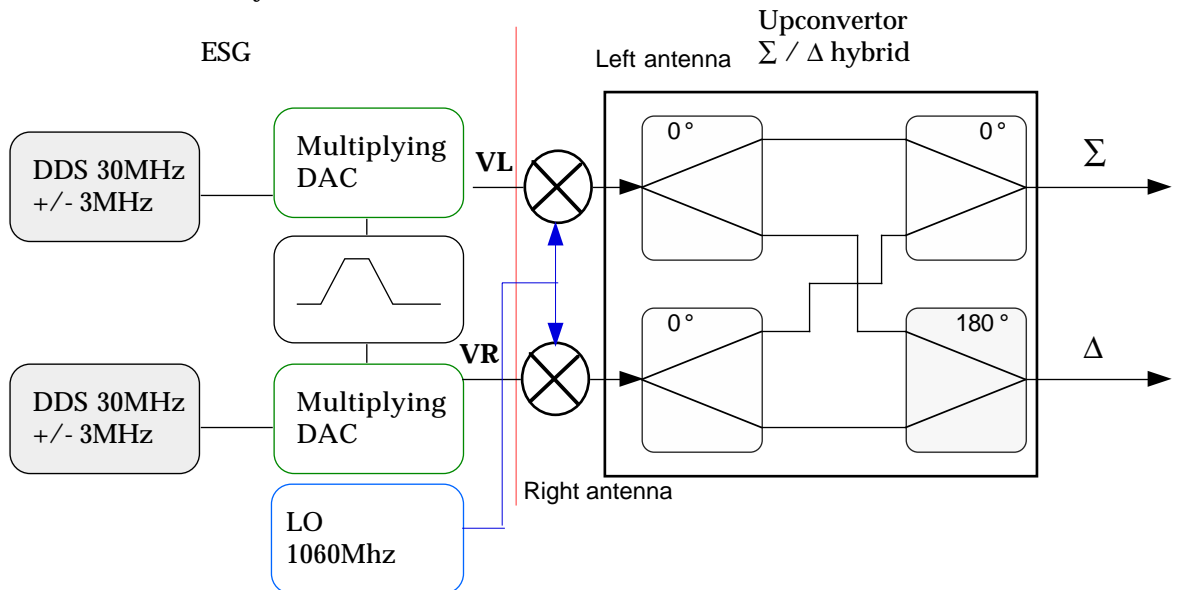 ESG
Upconvertor
Σ / Δ hybrid
Left antenna
DDS 30MHz
+/- 3MHz
Multiplying
DAC
VL
0°
0°
Σ
DDS 30MHz
+/- 3MHz
Multiplying
DAC
VR
0°
180°
Δ
Right antenna
LO
1060Mhz